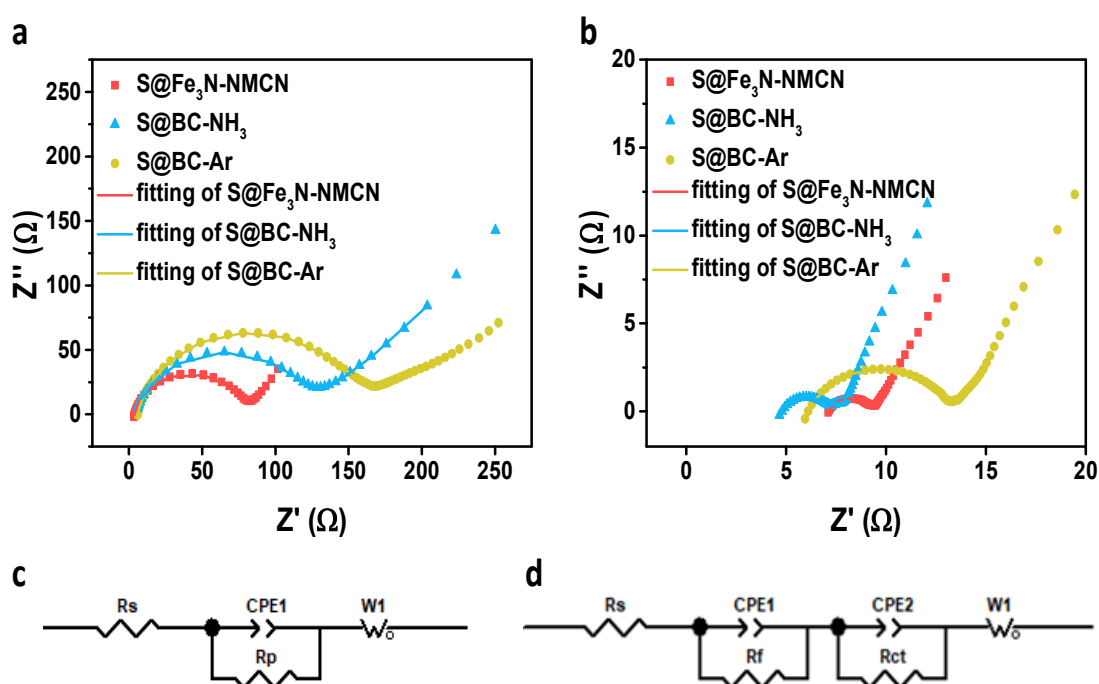 a
b
S@Fe₃N-NMCN
S@BC-NH₃
S@BC-Ar
fitting of S@Fe₃N-NMCN
fitting of S@BC-NH₃
fitting of S@BC-Ar
250
200
150
100
50
0
Z'' (Ω)
0 50 100 150 200 250
Z' (Ω)
S@Fe₃N-NMCN
S@BC-NH₃
S@BC-Ar
fitting of S@Fe₃N-NMCN
fitting of S@BC-NH₃
fitting of S@BC-Ar
20
15
10
5
0
Z'' (Ω)
0 5 10 15 20
Z' (Ω)
c
Rs CPE1 W1
o
Rp
d
Rs CPE1 CPE2 W1
o
Rf Rct